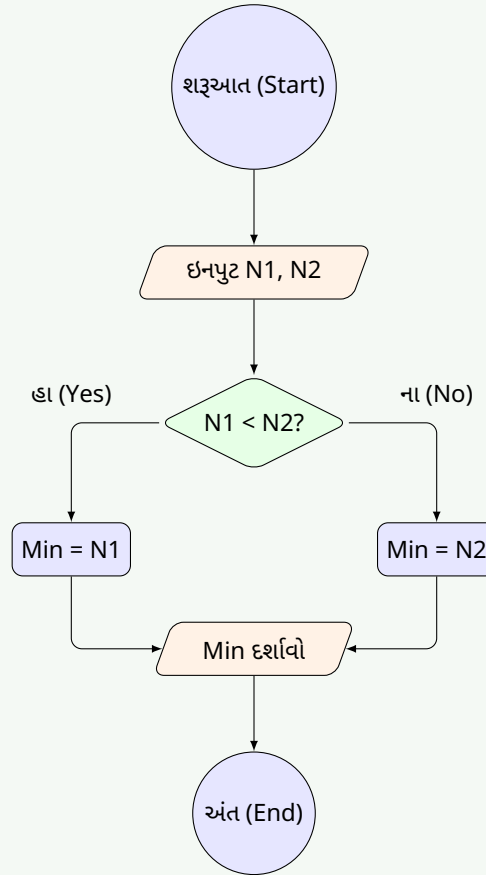 શરૂઆત (Start)
ઇનપુટ N1, N2
હા (Yes)
ના (No)
N1 < N2?
Min = N1
Min = N2
Min દર્શાવો
અંત (End)